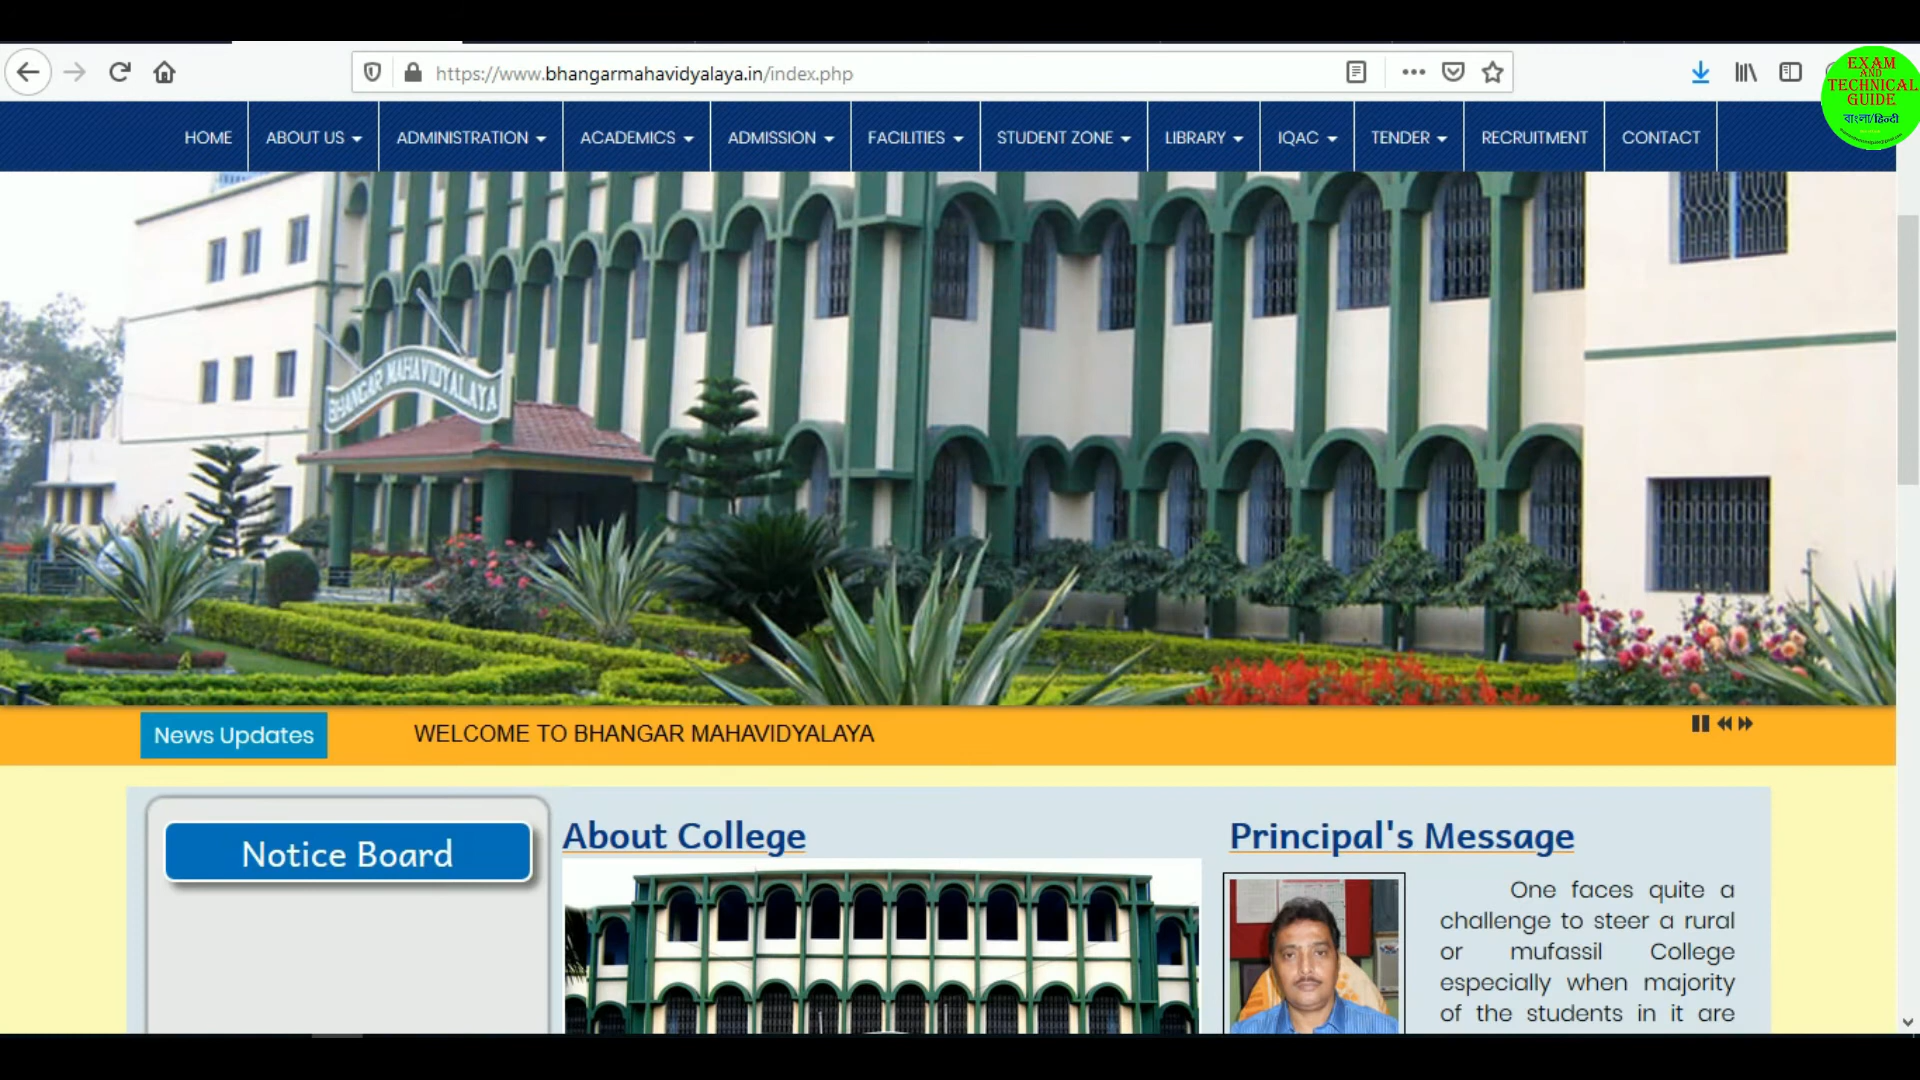 https://www.bhangarmahavidyalaya.in/index.php
EXAM
AND
TECHNICAL
GUIDE
বাংলা/हिन्दी
HOME ABOUT US ADMINISTRATION ACADEMICS ADMISSION FACILITIES STUDENT ZONE LIBRARY IQAC TENDER RECRUITMENT CONTACT
BHANGAR MAHAVIDYALAYA
News Updates WELCOME TO BHANGAR MAHAVIDYALAYA
Notice Board
About College
Principal's Message
One faces quite a
challenge to steer a rural
or mufassil College
especially when majority
of the students in it are